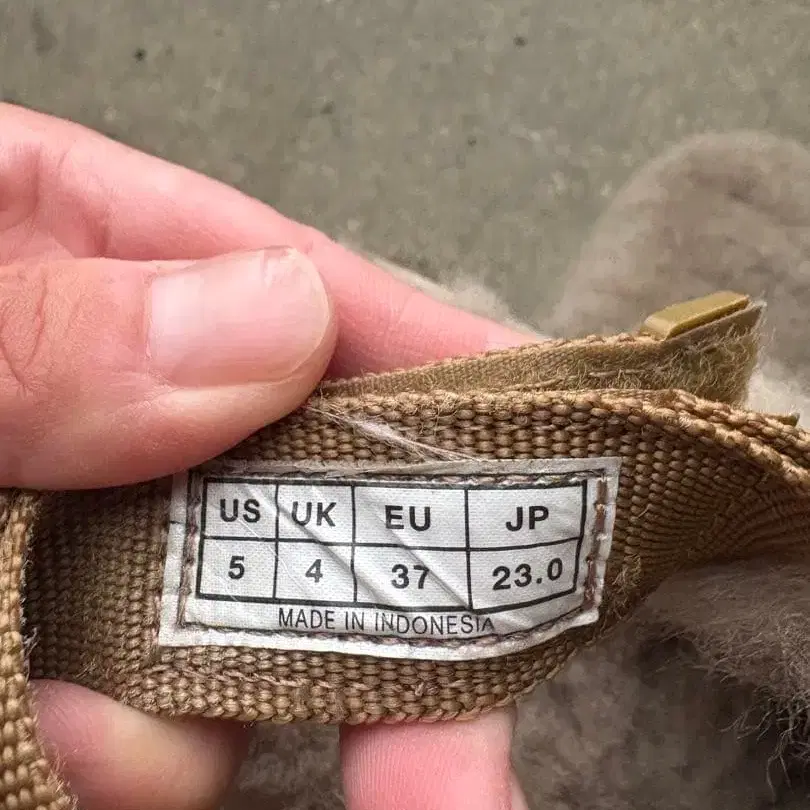 US UK EU JP
5 4 37 23.0
MADE IN INDONESIA